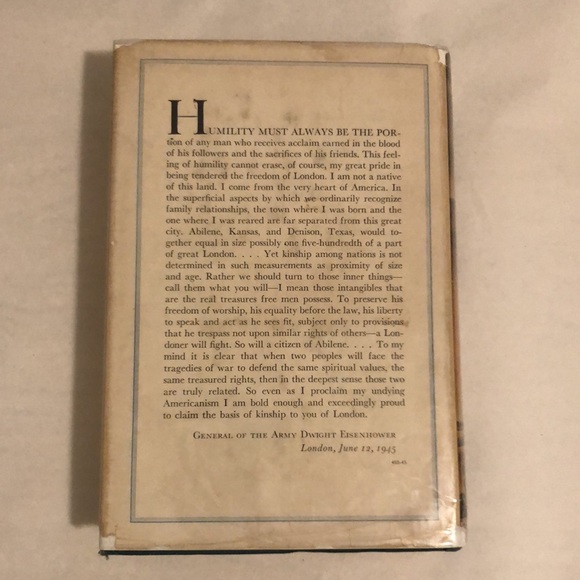 HUMILITY MUST ALWAYS BE THE POR-
tion of any man who receives acclaim earned in the blood
of his followers and the sacrifices of his friends. This feel-
ing of humility cannot erase, of course, my great pride in
being tendered the freedom of London. I am not a native
of this land. I come from the very heart of America. In
the superficial aspects by which we ordinarily recognize
family relationships, the town where I was born and the
one where I was reared are far separated from this great
city. Abilene, Kansas, and Denison, Texas, would to-
gether equal in size possibly one five-hundredth of a part
of great London. . . . Yet kinship among nations is not
determined in such measurements as proximity of size
and age. Rather we should turn to those inner things—
call them what you will—I mean those intangibles that
are the real treasures free men possess. To preserve his
freedom of worship, his equality before the law, his liberty
to speak and act as he sees fit, subject only to provisions
that he trespass not upon similar rights of others—a Lon-
doner will fight. So will a citizen of Abilene. . . . To my
mind it is clear that when two peoples will face the
tragedies of war to defend the same spiritual values, the
same treasured rights, then in the deepest sense those two
are truly related. So even as I proclaim my undying
Americanism I am bold enough and exceedingly proud
to claim the basis of kinship to you of London.
GENERAL OF THE ARMY DWIGHT EISENHOWER
London, June 12, 1945